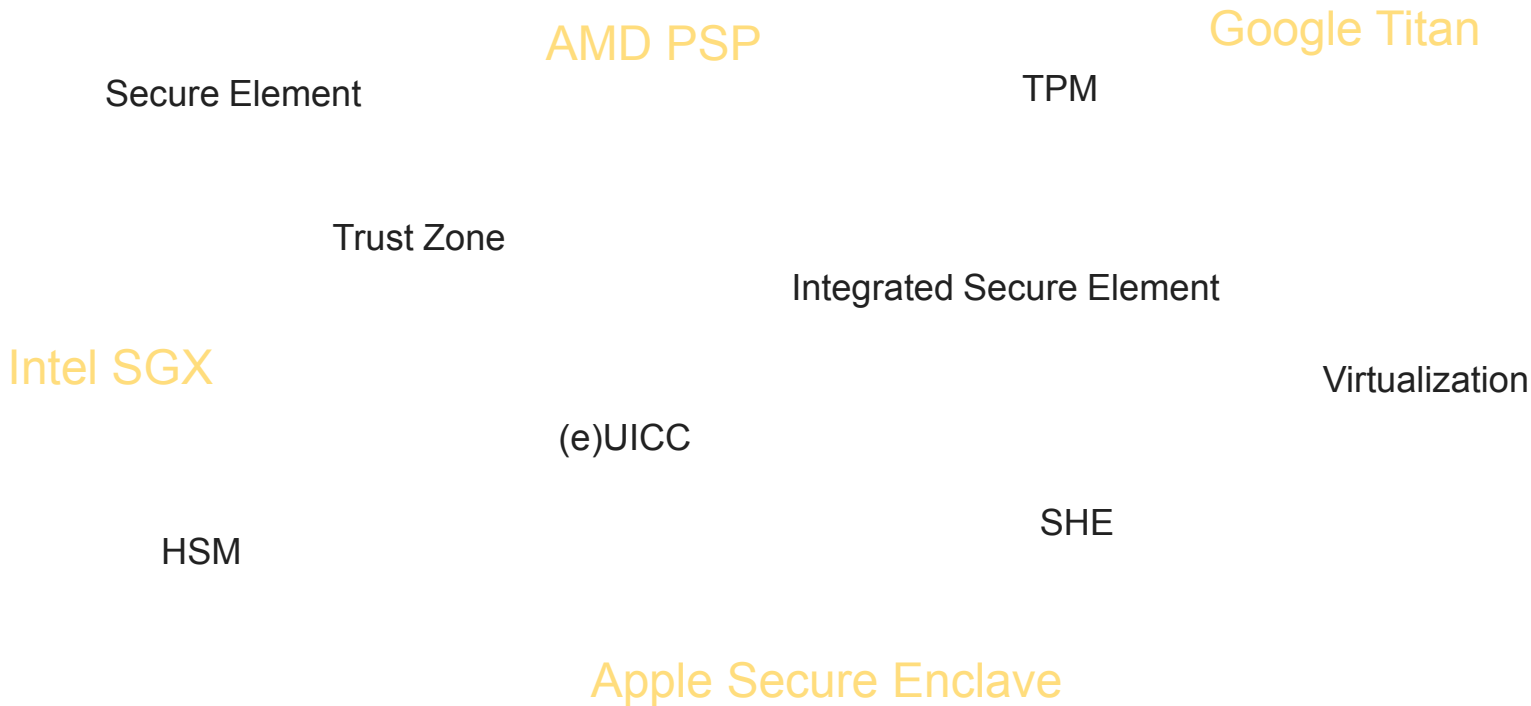 Google Titan
AMD PSP
TPM
Secure Element
Trust Zone
Integrated Secure Element
Intel SGX
Virtualization
(e)UICC
SHE
HSM
Apple Secure Enclave